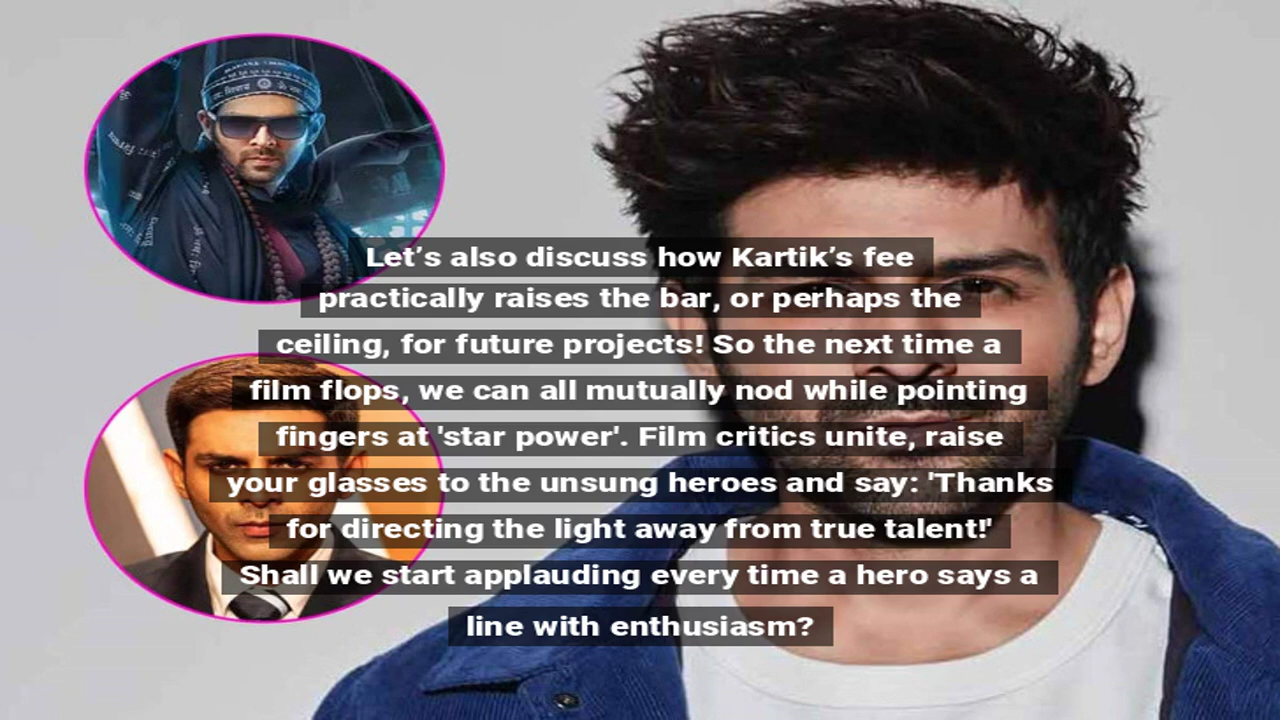 Let’s also discuss how Kartik’s fee
practically raises the bar, or perhaps the
ceiling, for future projects! So the next time a
film flops, we can all mutually nod while pointing
fingers at 'star power'. Film critics unite, raise
your glasses to the unsung heroes and say: 'Thanks
for directing the light away from true talent!'
Shall we start applauding every time a hero says a
line with enthusiasm?